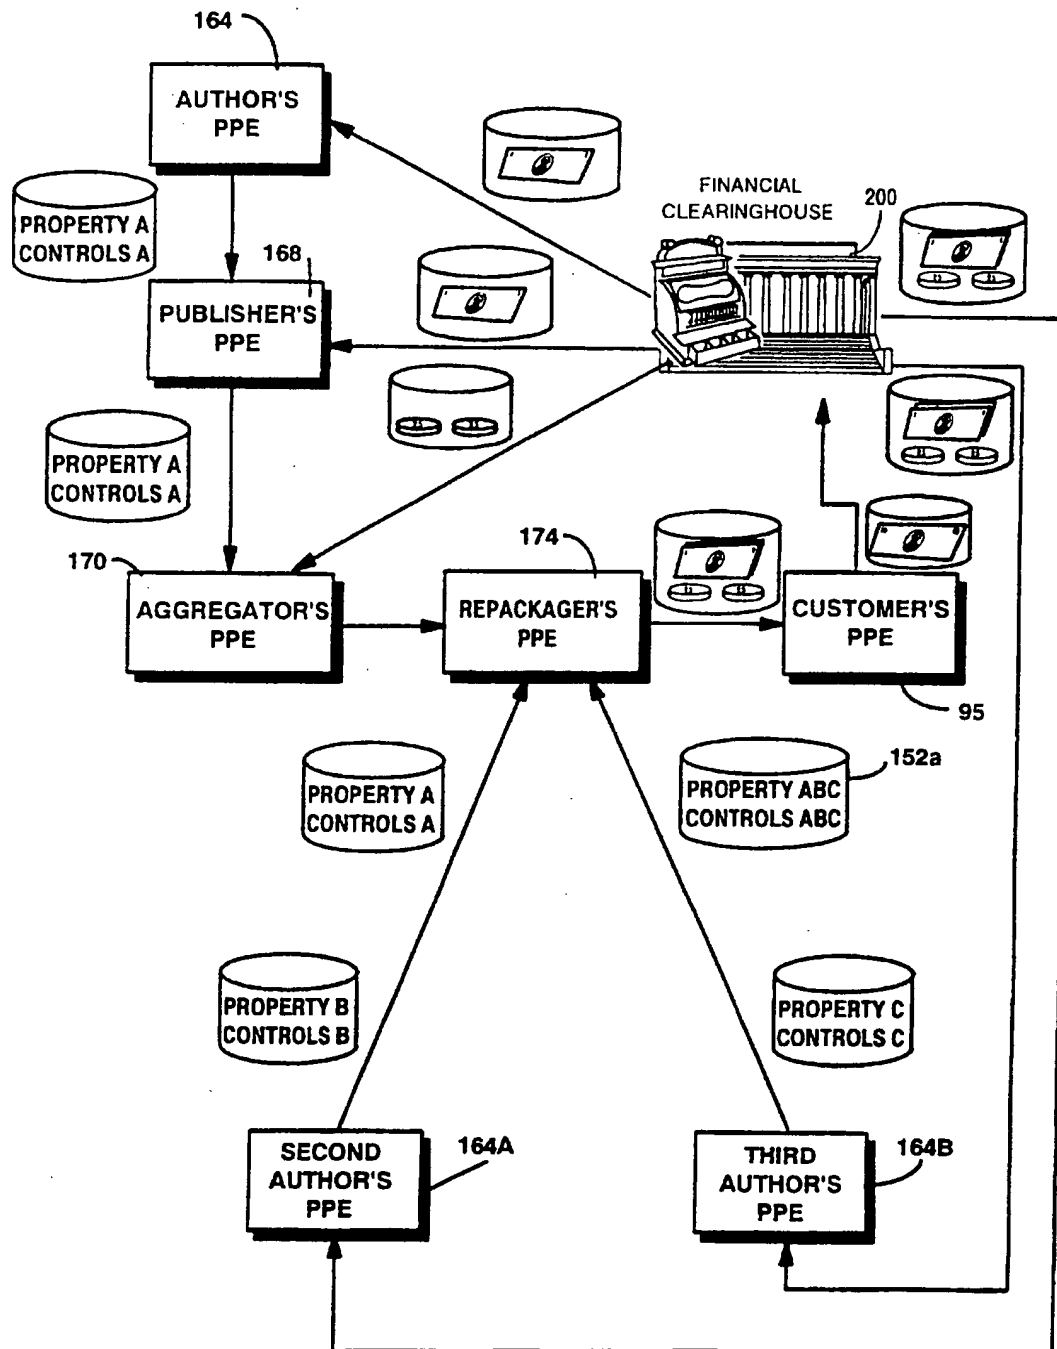 164
AUTHOR'S
PPE
PROPERTY A
CONTROLS A
FINANCIAL
CLEARINGHOUSE
200
168
PUBLISHER'S
PPE
PROPERTY A
CONTROLS A
170
AGGREGATOR'S
PPE
174
REPACKAGER'S
PPE
CUSTOMER'S
PPE
95
PROPERTY A
CONTROLS A
152a
PROPERTY ABC
CONTROLS ABC
PROPERTY B
CONTROLS B
PROPERTY C
CONTROLS C
SECOND
AUTHOR'S
PPE
164A
THIRD
AUTHOR'S
PPE
164B